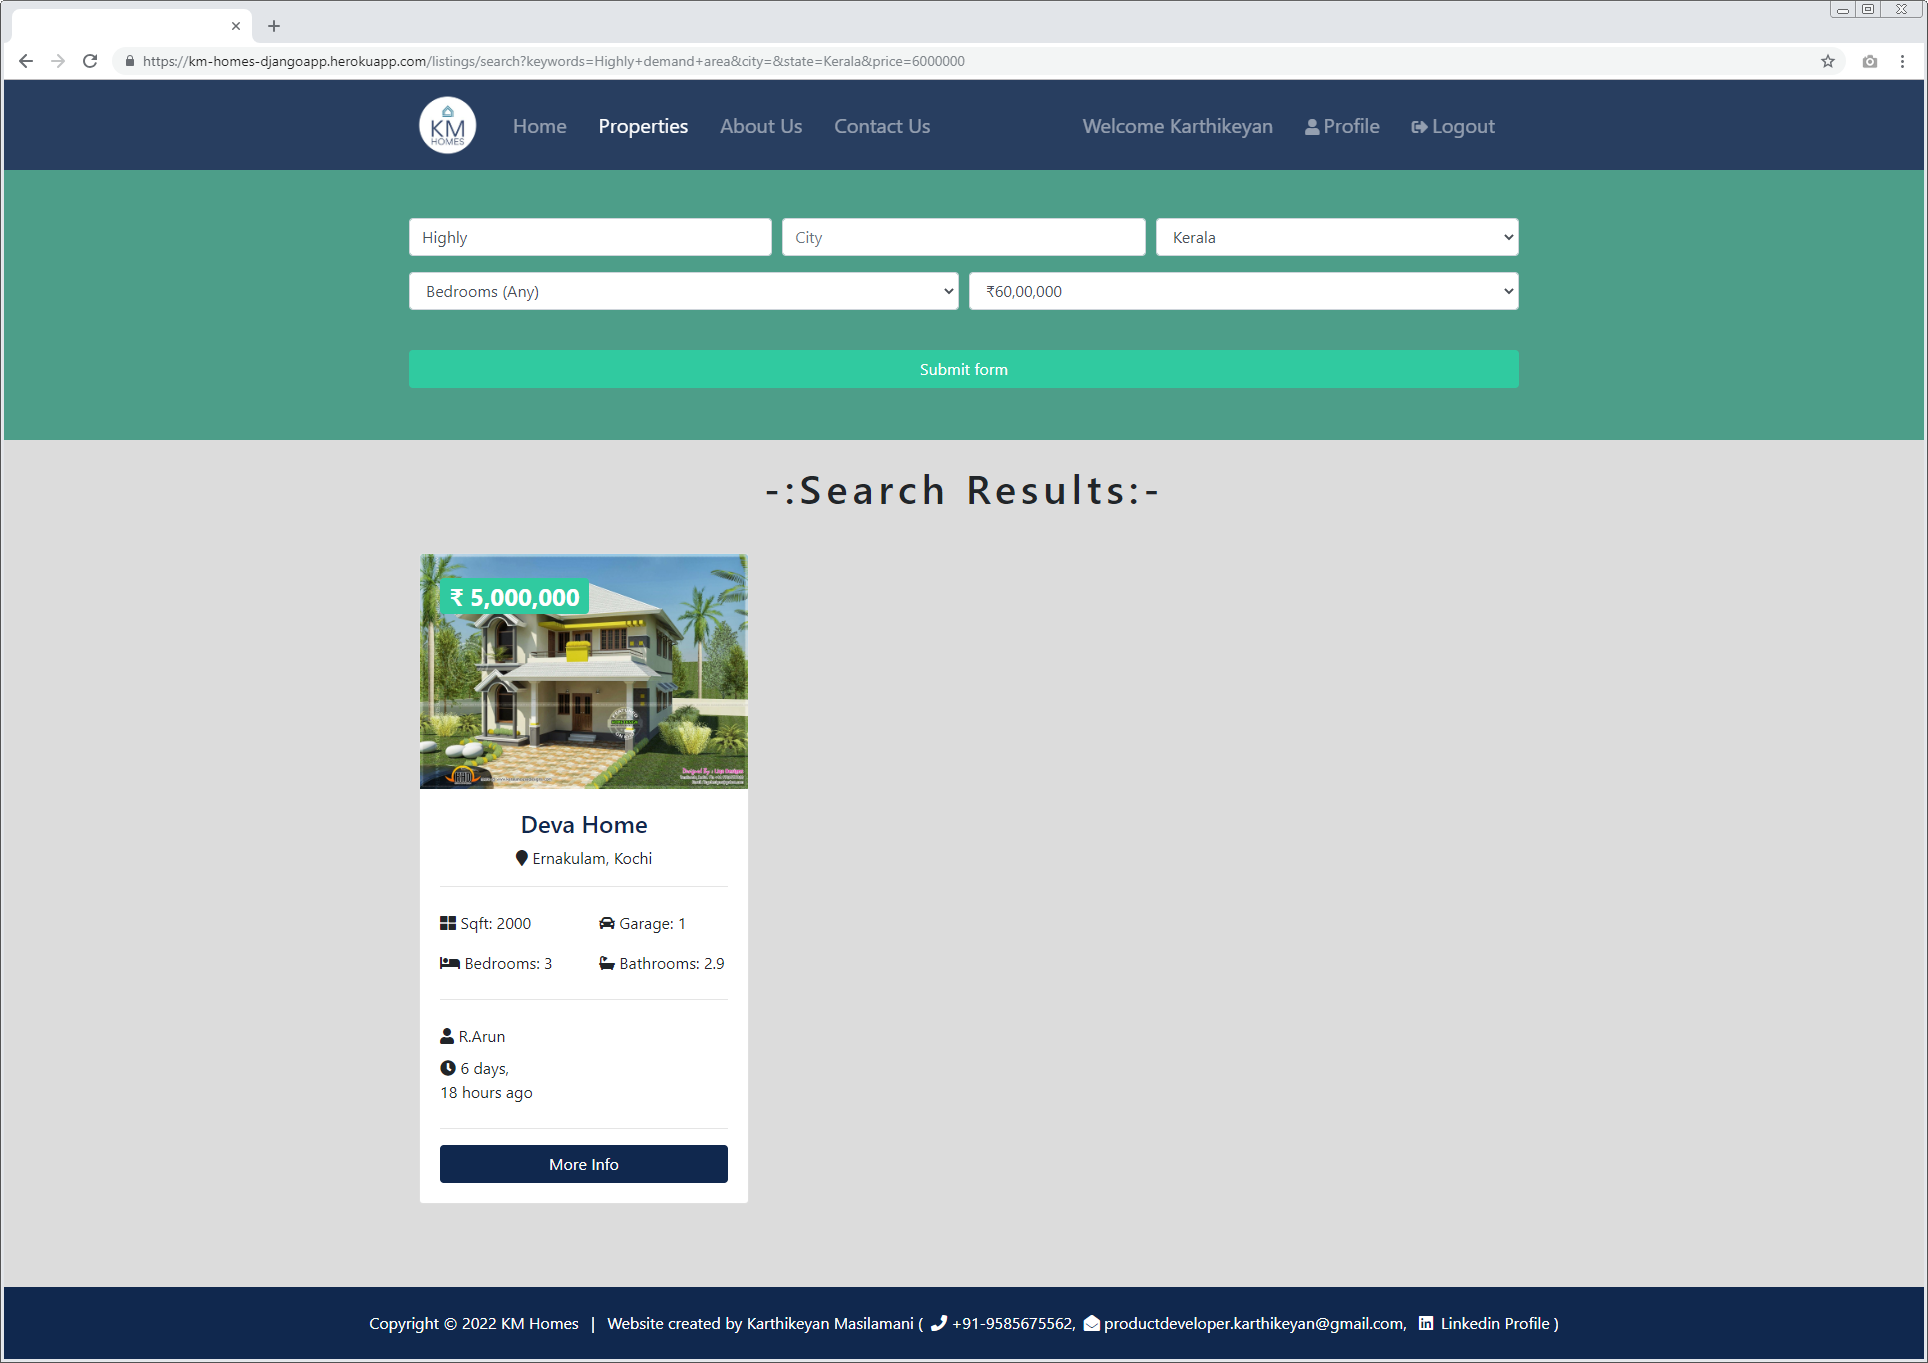 https://km-homes-djangoapp.herokuapp.com/listings/search?keywords=Highly+demand+area&city=&state=Kerala&price=6000000
KM
HOMES
Home
Properties
About Us
Contact Us
Welcome Karthikeyan
Profile
Logout
Highly
City
Kerala
Bedrooms (Any)
₹60,00,000
Submit form
-:Search Results:-
₹ 5,000,000
Deva Home
Ernakulam, Kochi
Sqft: 2000
Garage: 1
Bedrooms: 3
Bathrooms: 2.9
R.Arun
6 days,
18 hours ago
More Info
Copyright © 2022 KM Homes | Website created by Karthikeyan Masilamani ( +91-9585675562, productdeveloper.karthikeyan@gmail.com, Linkedin Profile )